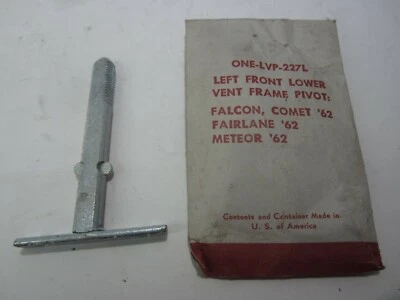 ONE-LVP-227L
LEFT FRONT LOWER
VENT FRAME PIVOT:
FALCON, COMET '62
FAIRLANE '62
METEOR '62
Contents and Container Made in
U. S. of America